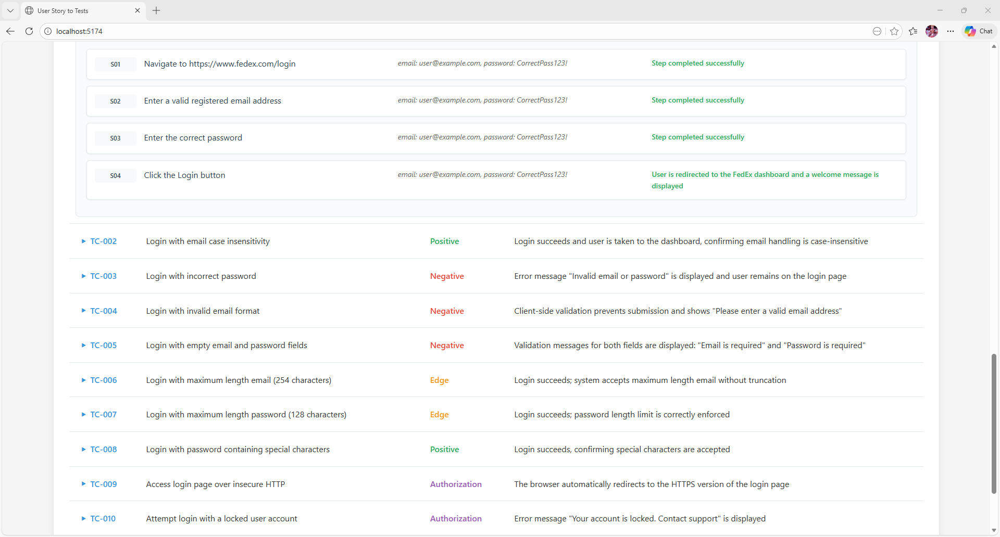 User Story to Tests
localhost:5174
Chat
S01 Navigate to https://www.fedex.com/login email: user@example.com, password: CorrectPass123! Step completed successfully
S02 Enter a valid registered email address email: user@example.com, password: CorrectPass123! Step completed successfully
S03 Enter the correct password email: user@example.com, password: CorrectPass123! Step completed successfully
S04 Click the Login button email: user@example.com, password: CorrectPass123! User is redirected to the FedEx dashboard and a welcome message is
displayed
TC-002 Login with email case insensitivity Positive Login succeeds and user is taken to the dashboard, confirming email handling is case-insensitive
TC-003 Login with incorrect password Negative Error message "Invalid email or password" is displayed and user remains on the login page
TC-004 Login with invalid email format Negative Client-side validation prevents submission and shows "Please enter a valid email address"
TC-005 Login with empty email and password fields Negative Validation messages for both fields are displayed: "Email is required" and "Password is required"
TC-006 Login with maximum length email (254 characters) Edge Login succeeds; system accepts maximum length email without truncation
TC-007 Login with maximum length password (128 characters) Edge Login succeeds; password length limit is correctly enforced
TC-008 Login with password containing special characters Positive Login succeeds, confirming special characters are accepted
TC-009 Access login page over insecure HTTP Authorization The browser automatically redirects to the HTTPS version of the login page
TC-010 Attempt login with a locked user account Authorization Error message "Your account is locked. Contact support" is displayed